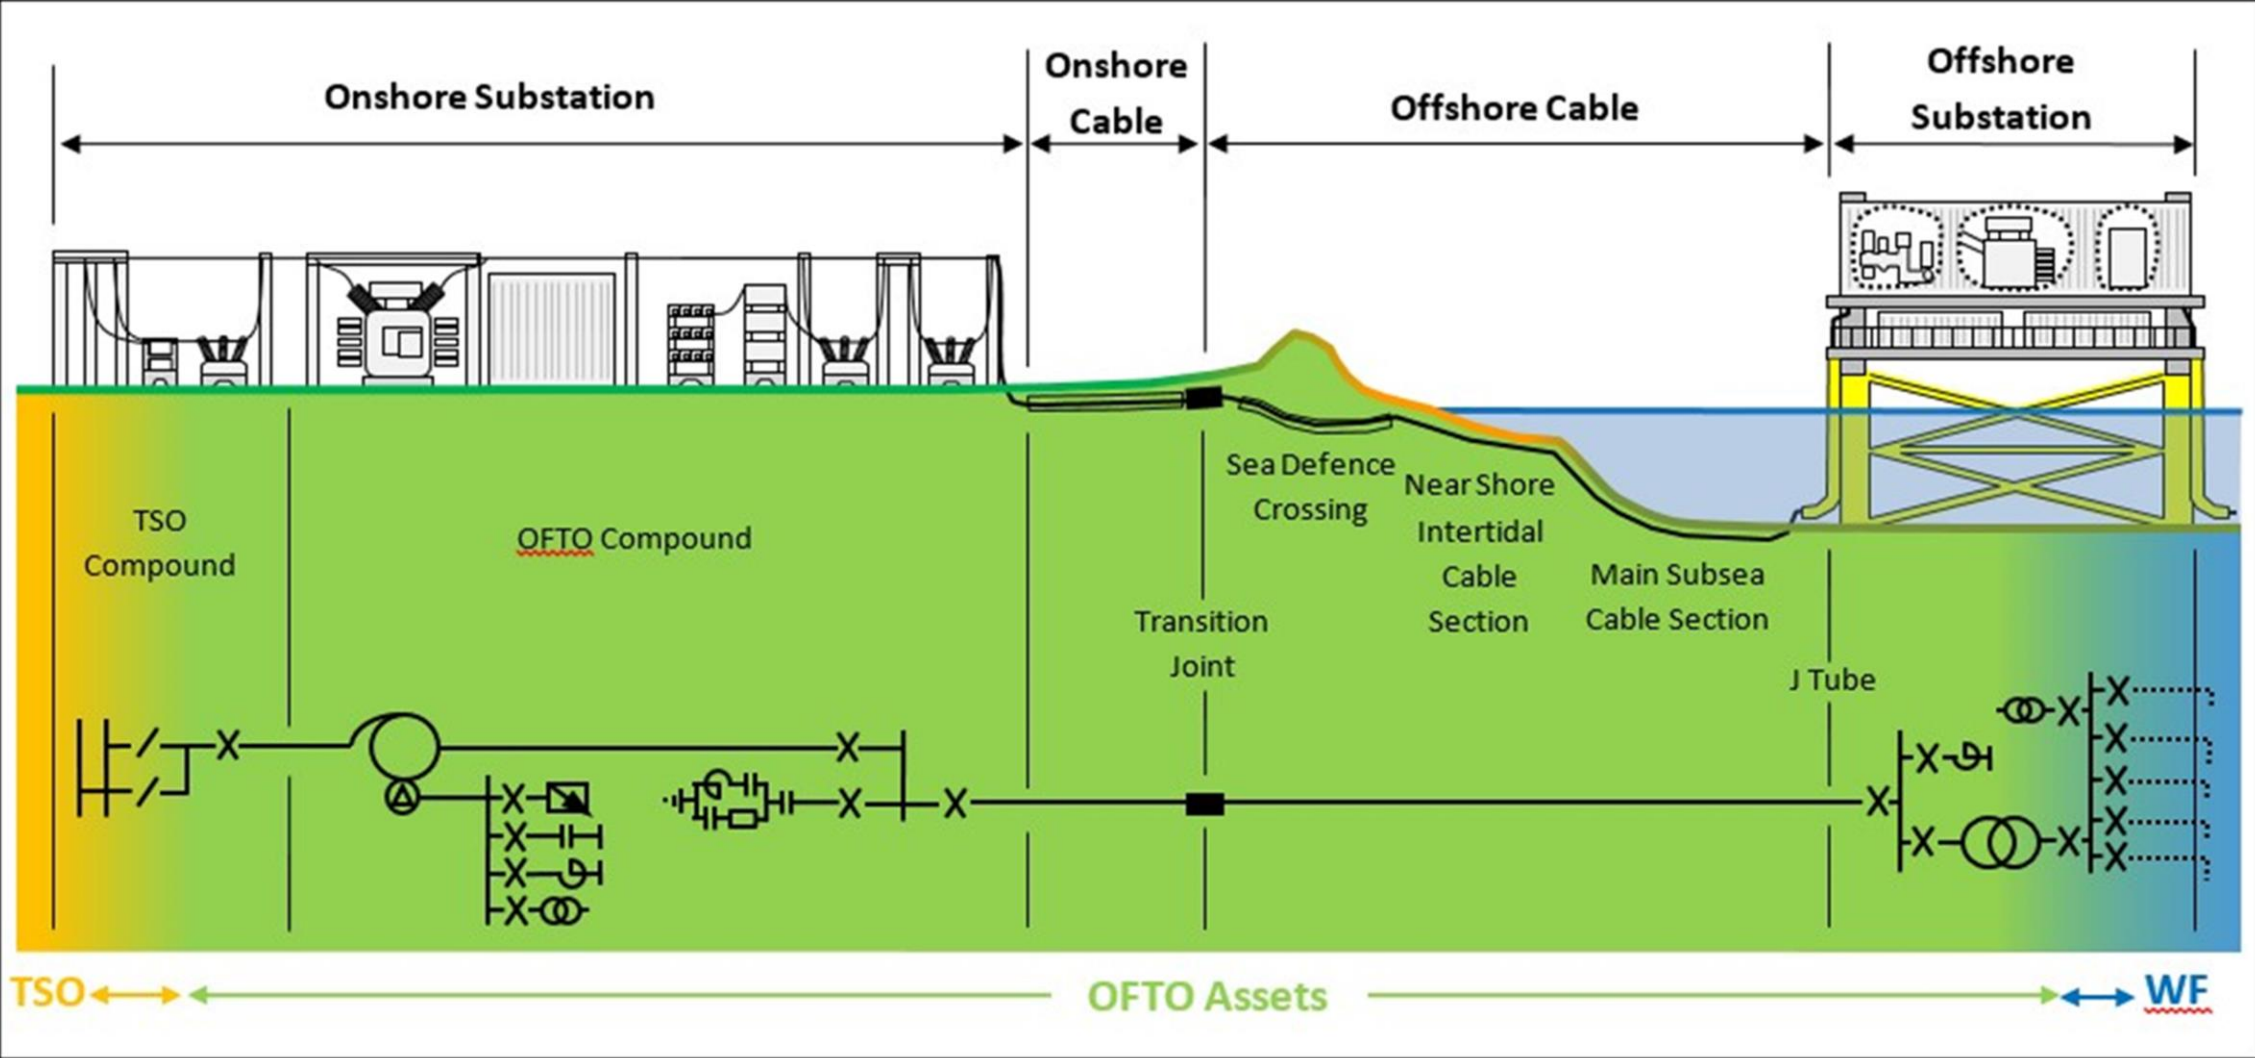 Onshore Substation
Onshore
Cable
Offshore Cable
Offshore
Substation
TSO
Compound
OFTO Compound
Sea Defence
Crossing
Near Shore
Intertidal
Cable
Section
Main Subsea
Cable Section
Transition
Joint
J Tube
TSO
OFTO Assets
WF